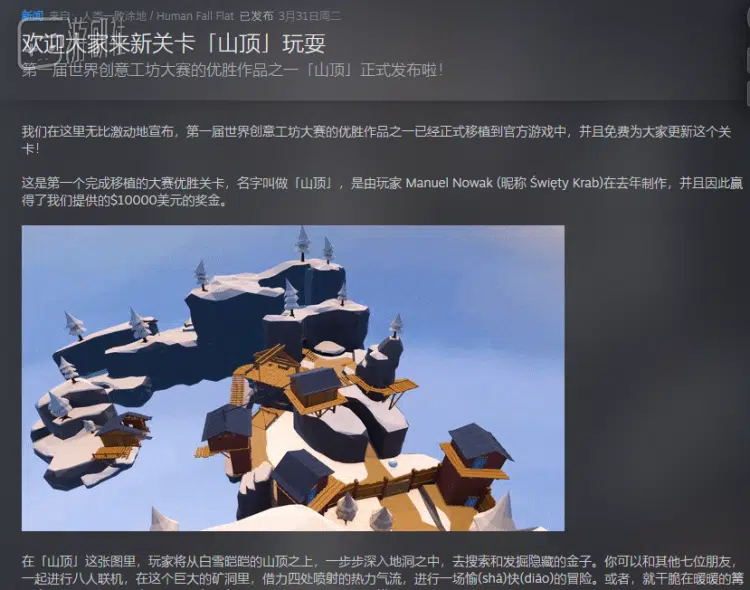 新闻 来自 人类一败涂地 / Human Fall Flat 已发布 3月31日周二
游研社
欢迎大家来新关卡「山顶」玩耍
第一届世界创意工坊大赛的优胜作品之一「山顶」正式发布啦！
我们在这里无比激动地宣布，第一届世界创意工坊大赛的优胜作品之一已经正式移植到官方游戏中，并且免费为大家更新这个关
卡！
这是第一个完成移植的大赛优胜关卡，名字叫做「山顶」，是由玩家 Manuel Nowak (昵称 Święty Krab)在去年制作，并且因此赢
得了我们提供的$10000美元的奖金。
在「山顶」这张图里，玩家将从白雪皑皑的山顶之上，一步步深入地洞之中，去搜索和发掘隐藏的金子。你可以和其他七位朋友，
一起进行八人联机，在这个巨大的矿洞里，借力四处喷射的热力气流，进行一场愉(shā)快(diāo)的冒险。或者，就干脆在暖暖的篝